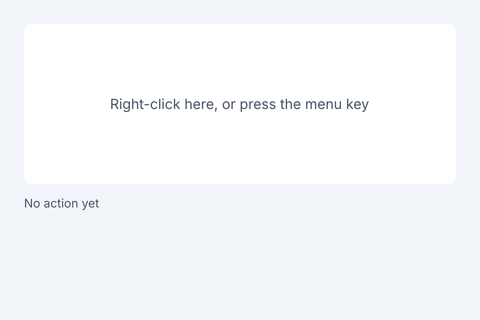 Right-click here, or press the menu key
No action yet